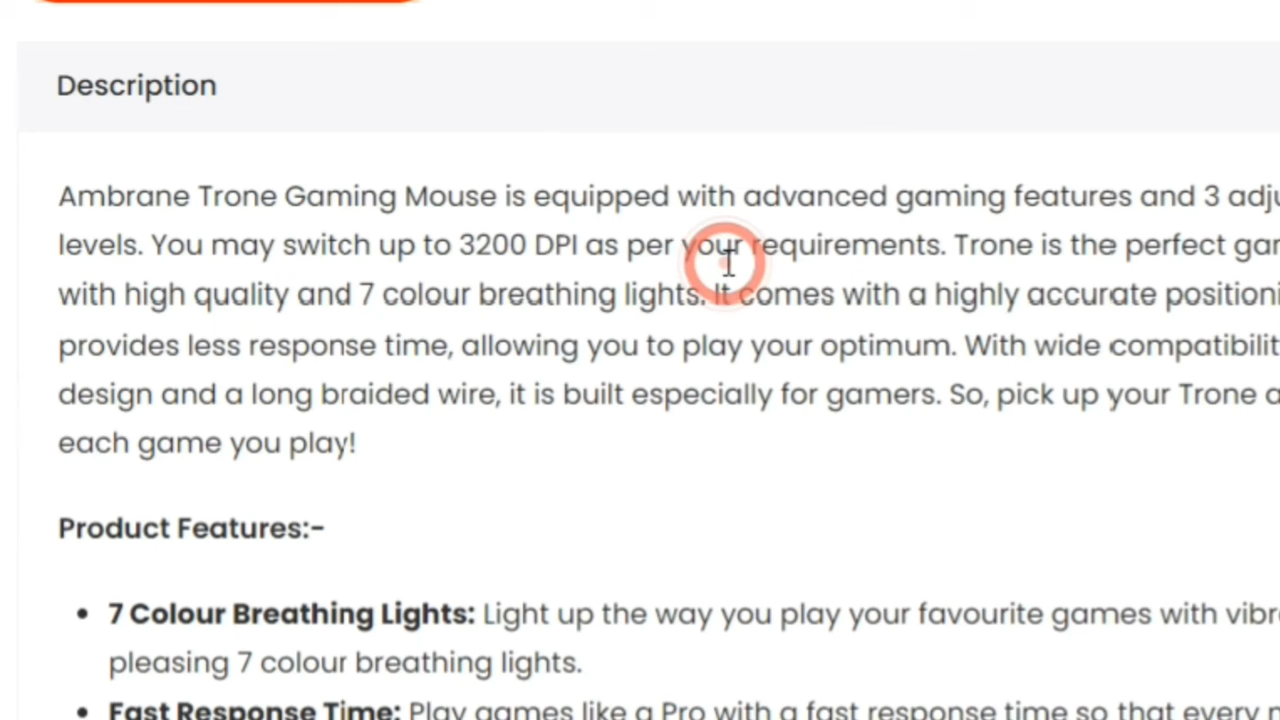 Description
Ambrane Trone Gaming Mouse is equipped with advanced gaming features and 3
levels. You may switch up to 3200 DPI as per your requirements. Trone is the perfect
with high quality and 7 colour breathing lights. It comes with a highly accurate
provides less response time, allowing you to play your optimum. With wide
design and a long braided wire, it is built especially for gamers. So, pick up your Trone
each game you play!
Product Features:-
• 7 Colour Breathing Lights: Light up the way you play your favourite games with
pleasing 7 colour breathing lights.
• Fast Response Time: Play games like a Pro with a fast response time so that every